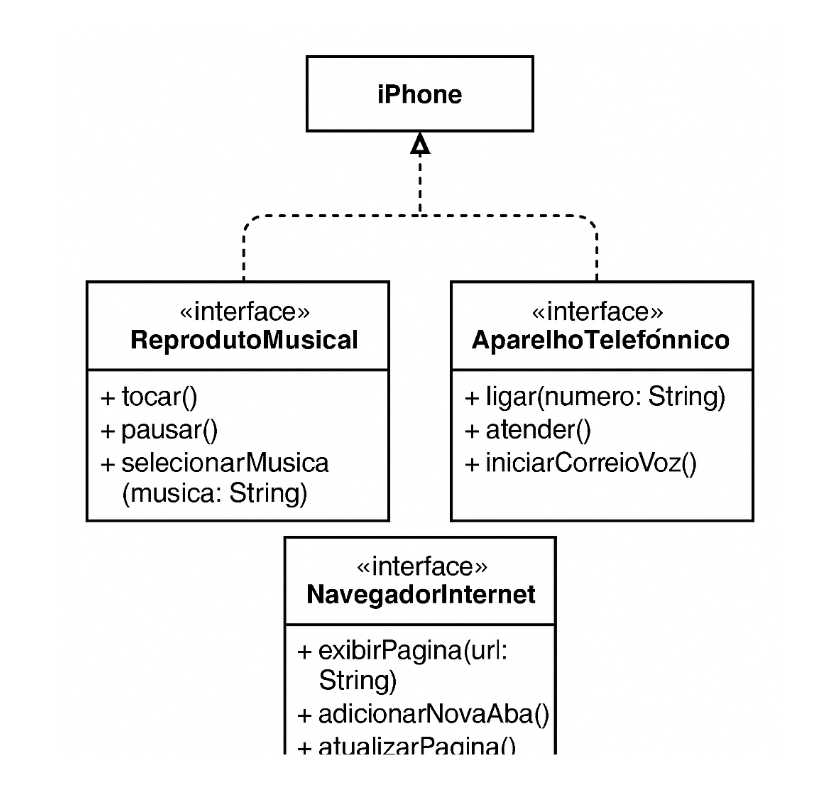 iPhone
«interface»
ReprodutoMusical
+ tocar()
+ pausar()
+ selecionarMusica
(musica: String)
«interface»
AparelhoTelefónnico
+ ligar(numero: String)
+ atender()
+ iniciarCorreioVoz()
«interface»
NavegadorInternet
+ exibirPagina(url:
String)
+ adicionarNovaAba()
+ atualizarPagina()